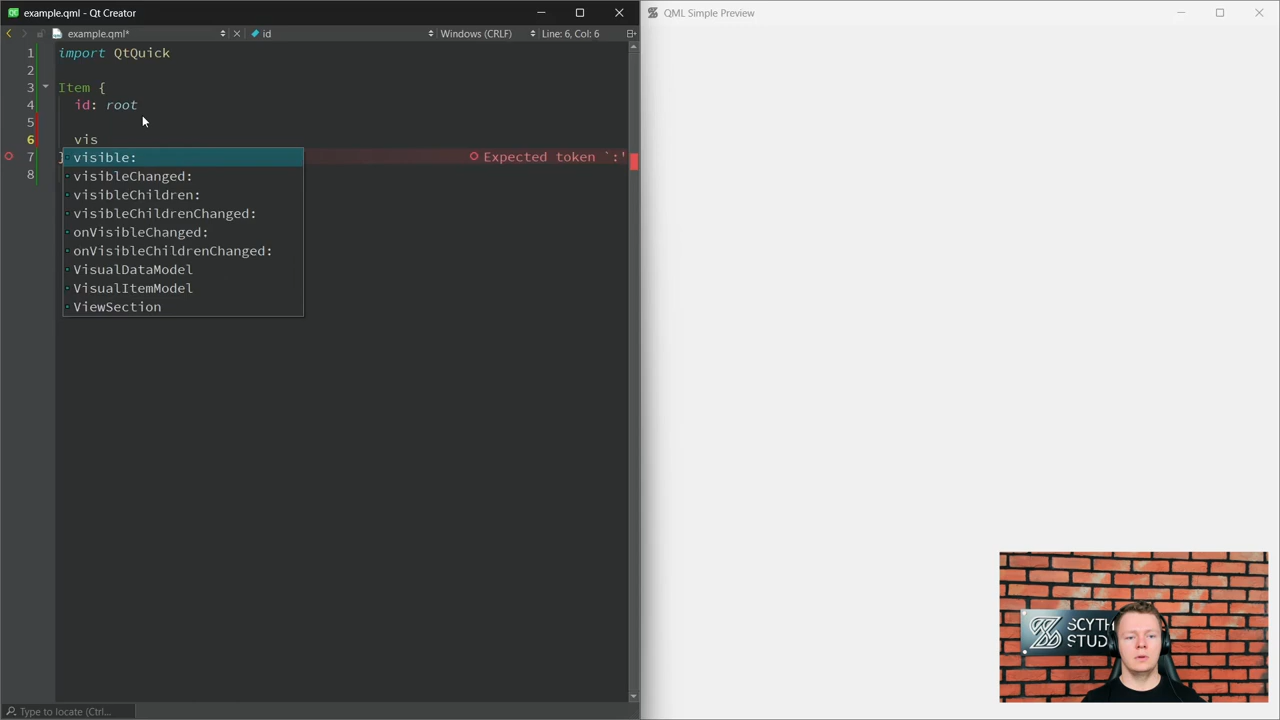 example.qml - Qt Creator
QML Simple Preview
example.qml*
id
Windows (CRLF)
Line: 6, Col: 6
1 import QtQuick
2
3 Item {
4 id: root
5
6 vis
7 } Expected token `:'
8
visible:
visibleChanged:
visibleChildren:
visibleChildrenChanged:
onVisibleChanged:
onVisibleChildrenChanged:
VisualDataModel
VisualItemModel
ViewSection
SCYTH
STUD
Type to locate (Ctrl...